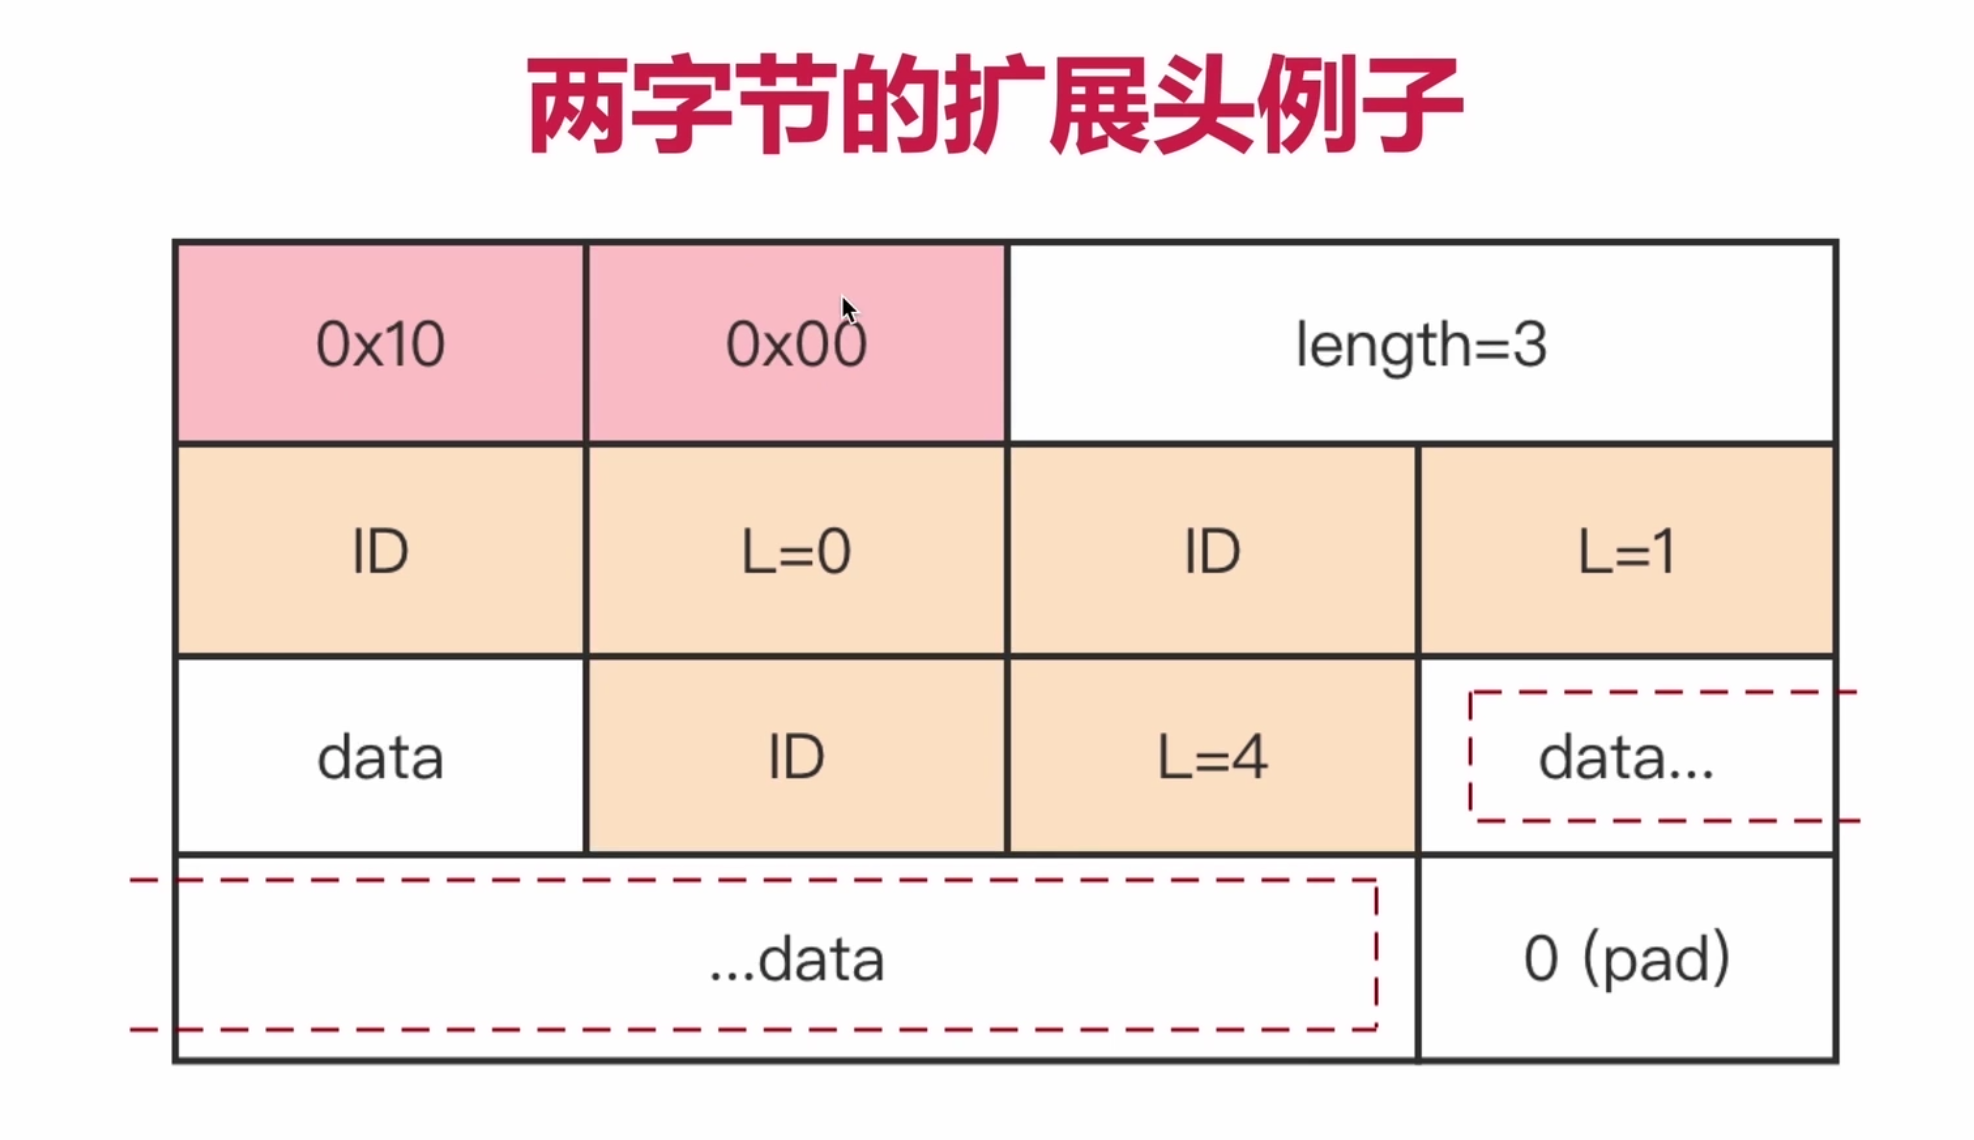 两字节的扩展头例子
0x10 0x00 length=3
ID L=0 ID L=1
data ID L=4 data...
...data 0 (pad)